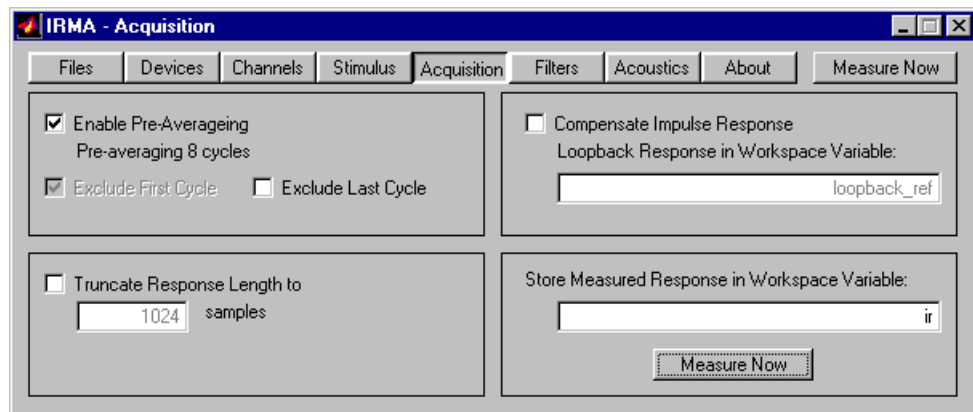 IRMA - Acquisition
Files Devices Channels Stimulus Acquisition Filters Acoustics About Measure Now
Enable Pre-Averageing
Pre-averaging 8 cycles
Exclude First Cycle Exclude Last Cycle
Compensate Impulse Response
Loopback Response in Workspace Variable:
loopback_ref
Truncate Response Length to
1024 samples
Store Measured Response in Workspace Variable:
ir
Measure Now